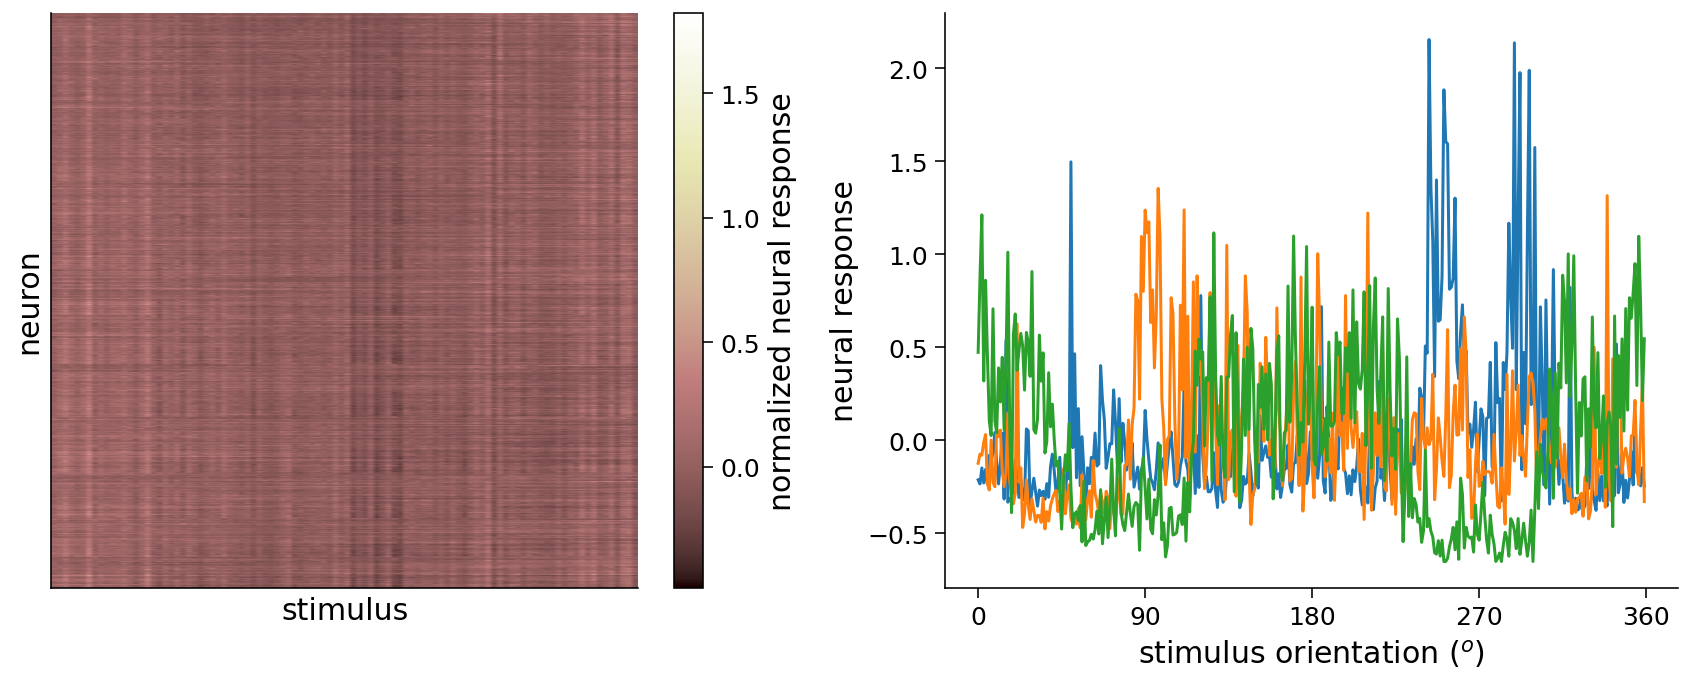 neuron
stimulus
1.5
1.0
0.5
0.0
normalized neural response
neural response
2.0
1.5
1.0
0.5
0.0
−0.5
0 90 180 270 360
stimulus orientation (o)